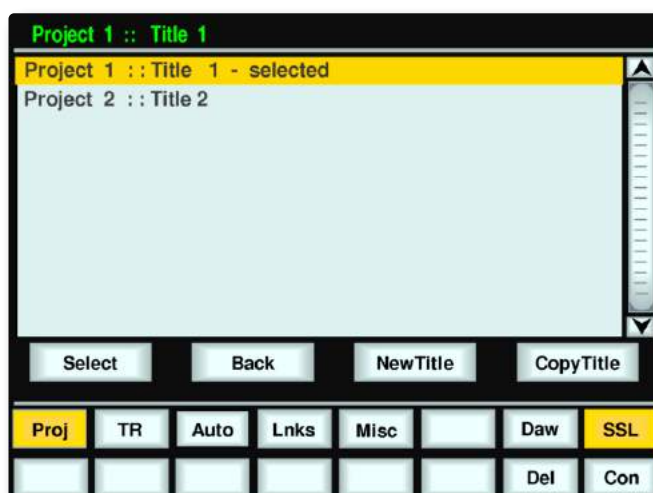 Project 1 :: Title 1
Project 1 :: Title 1 - selected
Project 2 :: Title 2
Select Back NewTitle CopyTitle
Proj TR Auto Lnks Misc Daw SSL
Del Con